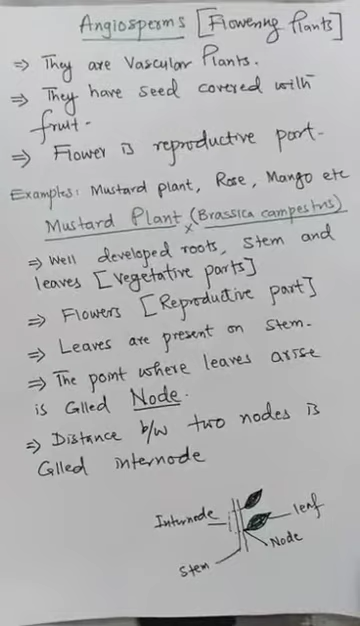 Angiosperms [Flowering Plants]
⇒ They are Vascular Plants.
⇒ They have seed covered with
fruit.
⇒ Flower is reproductive part.
Examples: Mustard plant, Rose, Mango etc
Mustard Plant (Brassica campestris)
⇒ Well developed roots, Stem and
leaves [Vegetative parts]
⇒ Flowers [Reproductive part]
⇒ Leaves are present on stem.
⇒ The point where leaves arise
is Called Node.
⇒ Distance b/w two nodes is
Called internode
Internode
leaf
Node
Stem